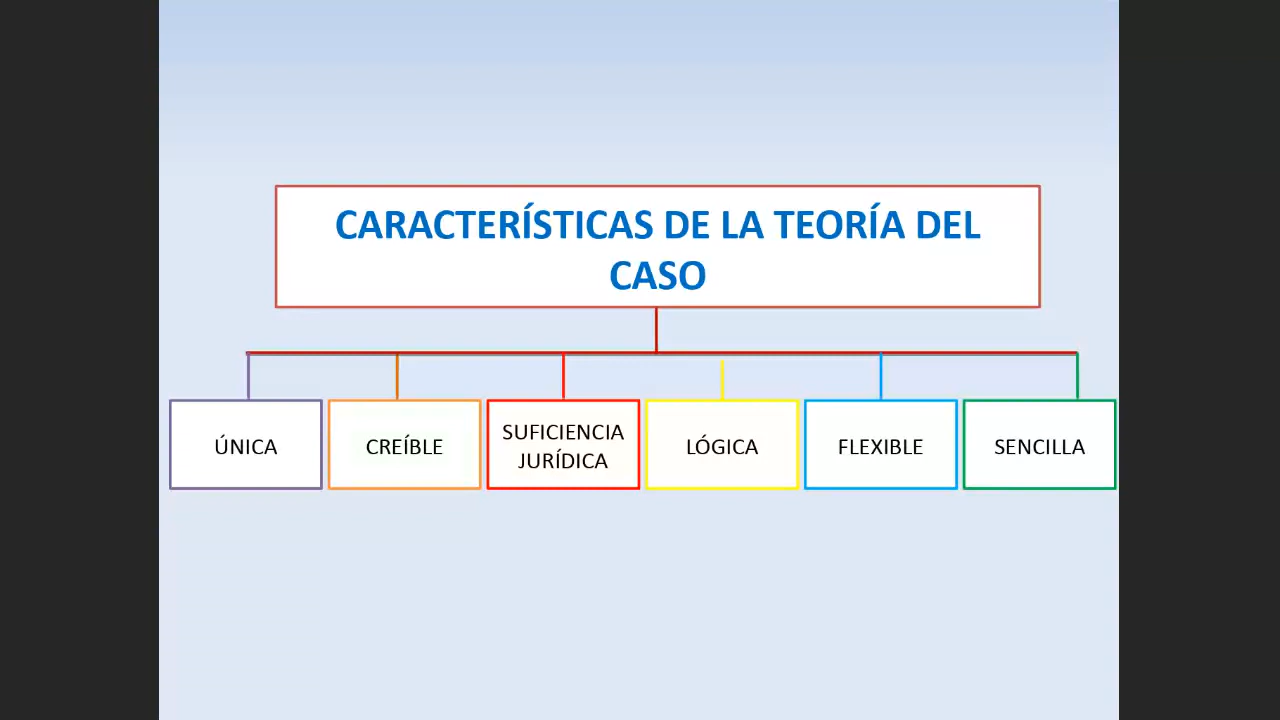 CARACTERÍSTICAS DE LA TEORÍA DEL
CASO
ÚNICA
CREÍBLE
SUFICIENCIA
JURÍDICA
LÓGICA
FLEXIBLE
SENCILLA